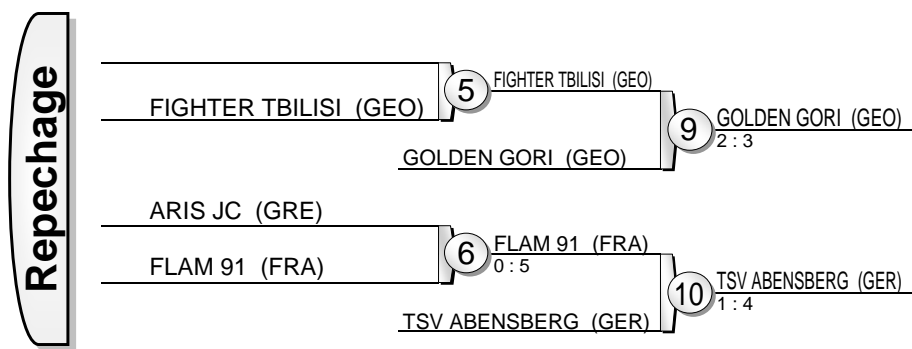 Repechage
FIGHTER TBILISI (GEO)
5
FIGHTER TBILISI (GEO)
GOLDEN GORI (GEO)
9
GOLDEN GORI (GEO)
2 : 3
ARIS JC (GRE)
FLAM 91 (FRA)
6
FLAM 91 (FRA)
0 : 5
TSV ABENSBERG (GER)
10
TSV ABENSBERG (GER)
1 : 4